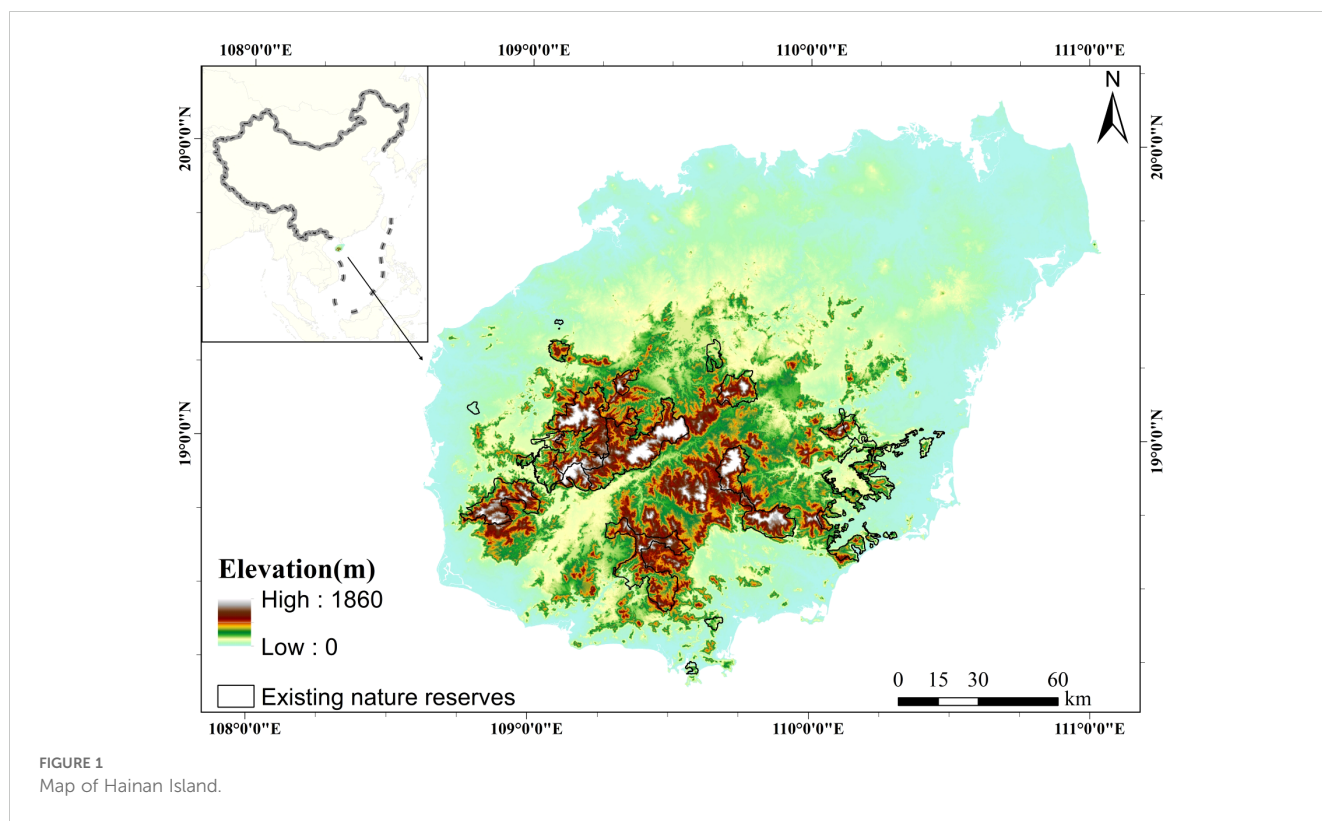 108°0'0"E 109°0'0"E 110°0'0"E 111°0'0"E
N
20°0'0"N
20°0'0"N
19°0'0"N
19°0'0"N
Elevation(m)
High : 1860
Low : 0
Existing nature reserves
0 15 30 60
km
108°0'0"E 109°0'0"E 110°0'0"E 111°0'0"E
FIGURE 1
Map of Hainan Island.